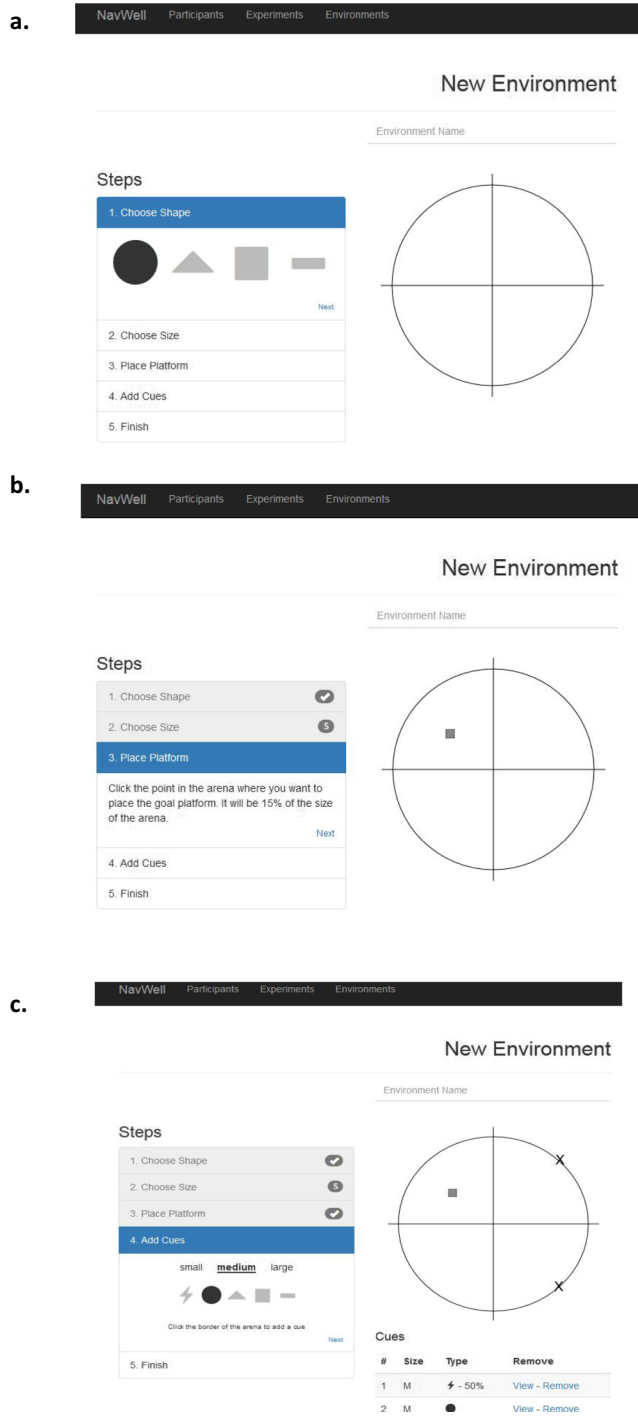 a.
NavWell Participants Experiments Environments
New Environment
Environment Name
Steps
1. Choose Shape
Next
2. Choose Size
3. Place Platform
4. Add Cues
5. Finish
b.
NavWell Participants Experiments Environments
New Environment
Environment Name
Steps
1. Choose Shape
2. Choose Size S
3. Place Platform
Click the point in the arena where you want to
place the goal platform. it will be 15% of the size
of the arena.
Next
4. Add Cues
5. Finish
c.
NavWell Participants Experiments Environments
New Environment
Environment Name
Steps
1. Choose Shape
2. Choose Size S
3. Place Platform
4. Add Cues
small medium large
Click the border of the arena to add a cue
Next
5. Finish
X
X
Cues
# Size Type Remove
1 M - 50% View - Remove
2 M View - Remove